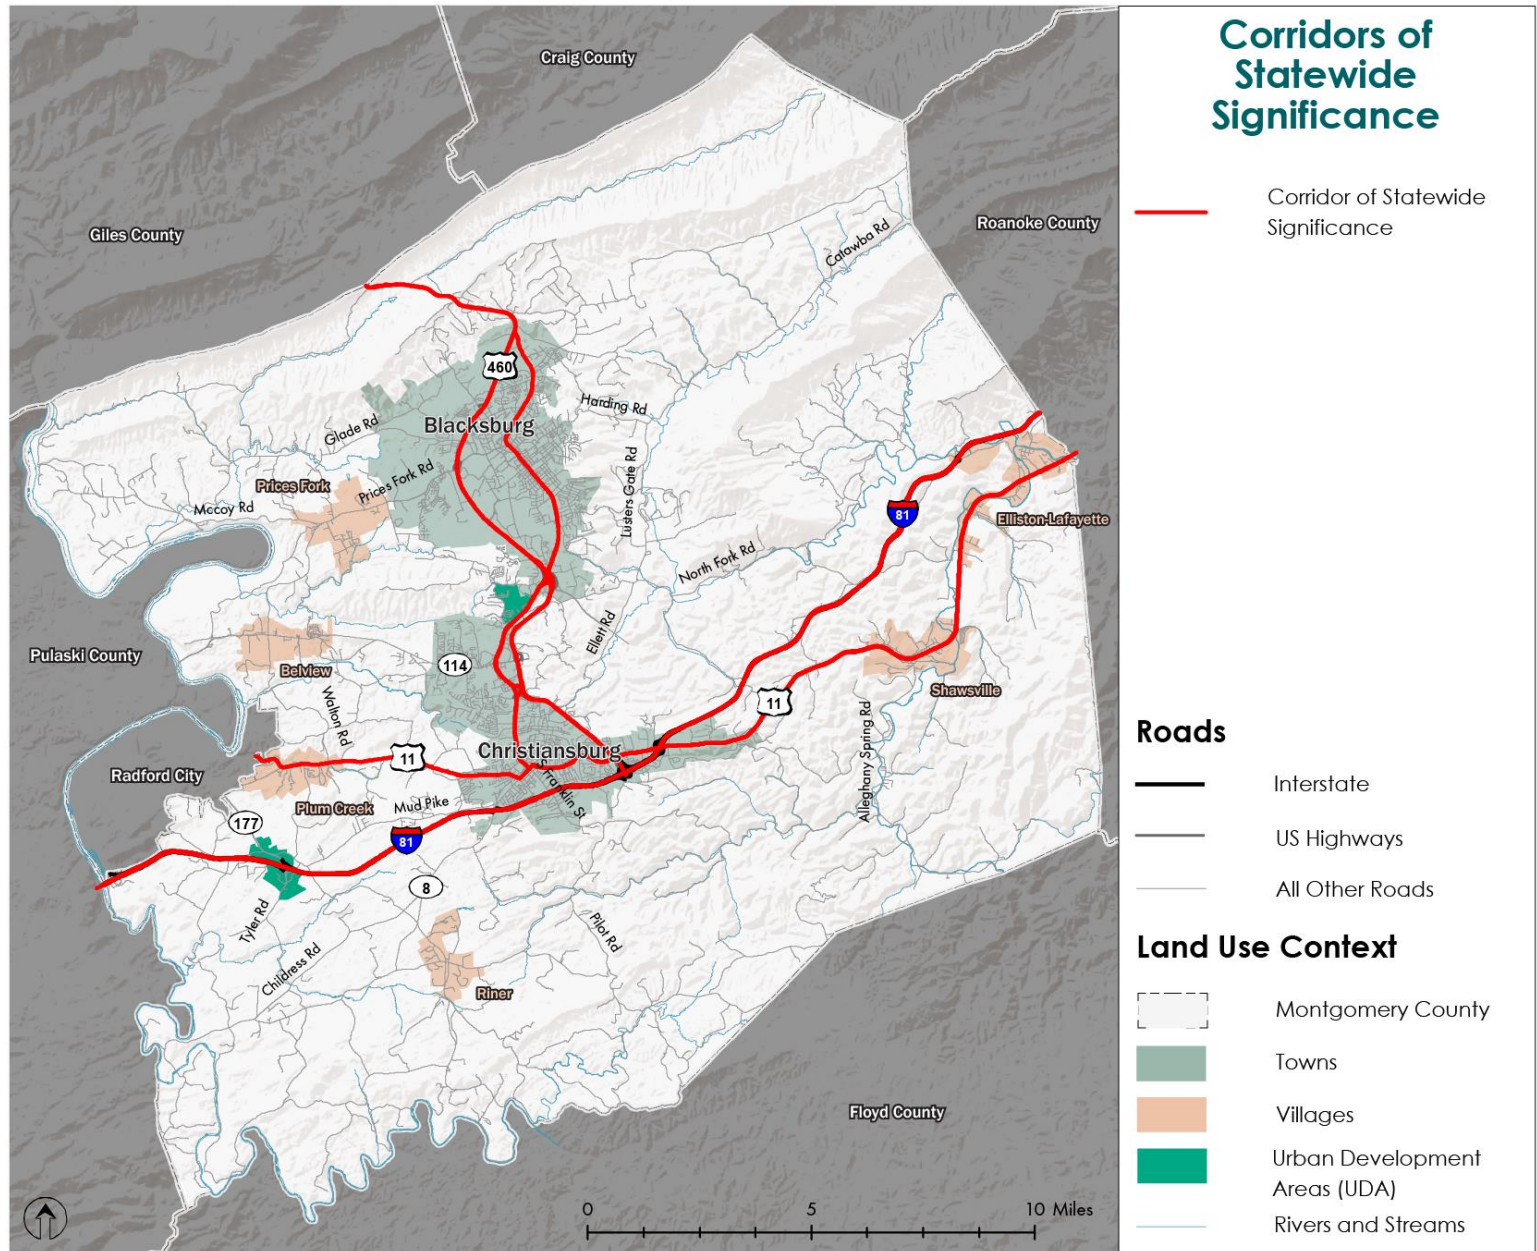 Corridors of
Statewide
Significance
Corridor of Statewide
Significance
Craig County
Giles County
Roanoke County
Catawba Rd
460
Harding Rd
Blacksburg
Glade Rd
Prices Fork Rd
Prices Fork
Mccoy Rd
Lusters Gate Rd
81
Elliston-Lafayette
North Fork Rd
Ellett Rd
Pulaski County
114
Belview
Shawsville
Walton Rd
11
Alleghany Spring Rd
Christiansburg
11
Radford City
S Franklin St
Plum Creek
Mud Pike
177
81
8
Tyler Rd
Pilot Rd
Childress Rd
Riner
Floyd County
0 5 10 Miles
Roads
Interstate
US Highways
All Other Roads
Land Use Context
Montgomery County
Towns
Villages
Urban Development
Areas (UDA)
Rivers and Streams